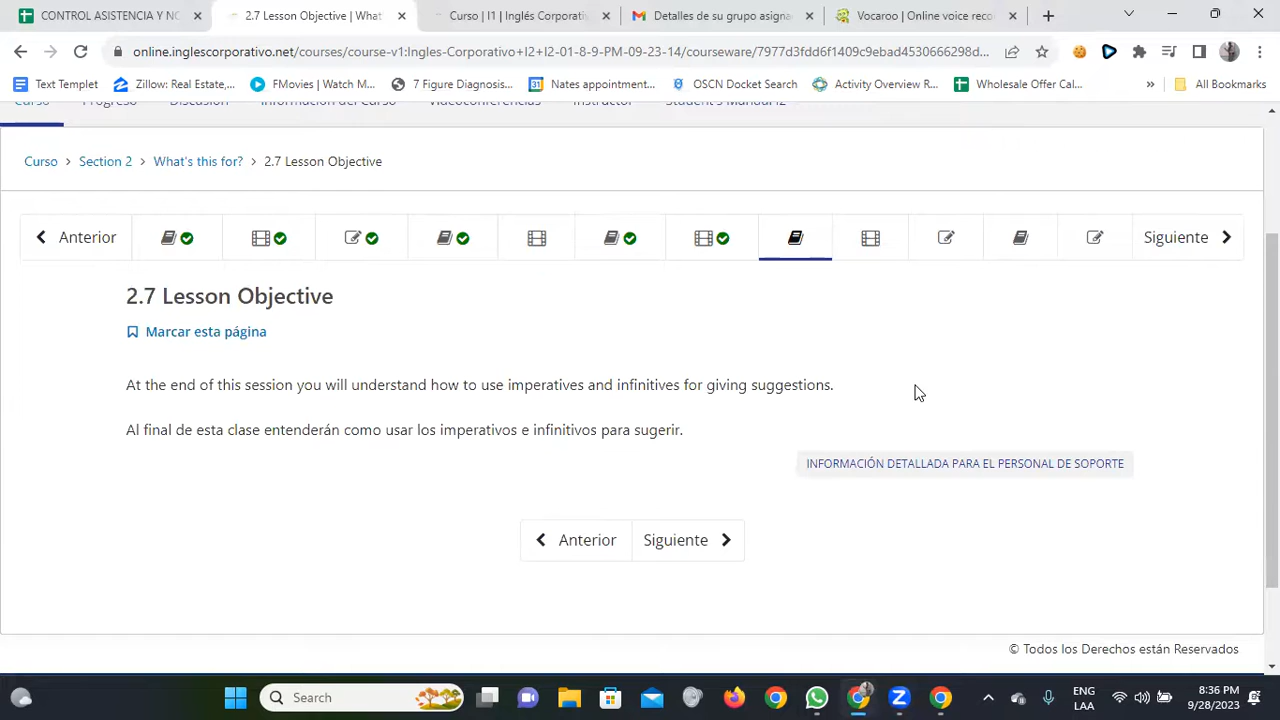 CONTROL ASISTENCIA Y NC
2.7 Lesson Objective | What
Curso | I1 | Inglés Corporativ
Detalles de su grupo asigna
Vocaroo | Online voice reco
online.inglescorporativo.net/courses/course-v1:Ingles-Corporativo+I2+I2-01-8-9-PM-09-23-14/courseware/7977d3fdd6f1409c9ebad4530666298d...
Text Templet
Zillow: Real Estate,...
FMovies | Watch M...
7 Figure Diagnosis...
Nates appointment...
OSCN Docket Search
Activity Overview R...
Wholesale Offer Cal...
»
All Bookmarks
Curso
Progreso
Discusión
Información del Curso
Videoconferencias
Instructor
Student's Manual I2
Curso > Section 2 > What's this for? > 2.7 Lesson Objective
Anterior
Siguiente
2.7 Lesson Objective
Marcar esta página
At the end of this session you will understand how to use imperatives and infinitives for giving suggestions.
Al final de esta clase entenderán como usar los imperativos e infinitivos para sugerir.
INFORMACIÓN DETALLADA PARA EL PERSONAL DE SOPORTE
Anterior
Siguiente
© Todos los Derechos están Reservados
Search
ENG
LAA
8:36 PM
9/28/2023